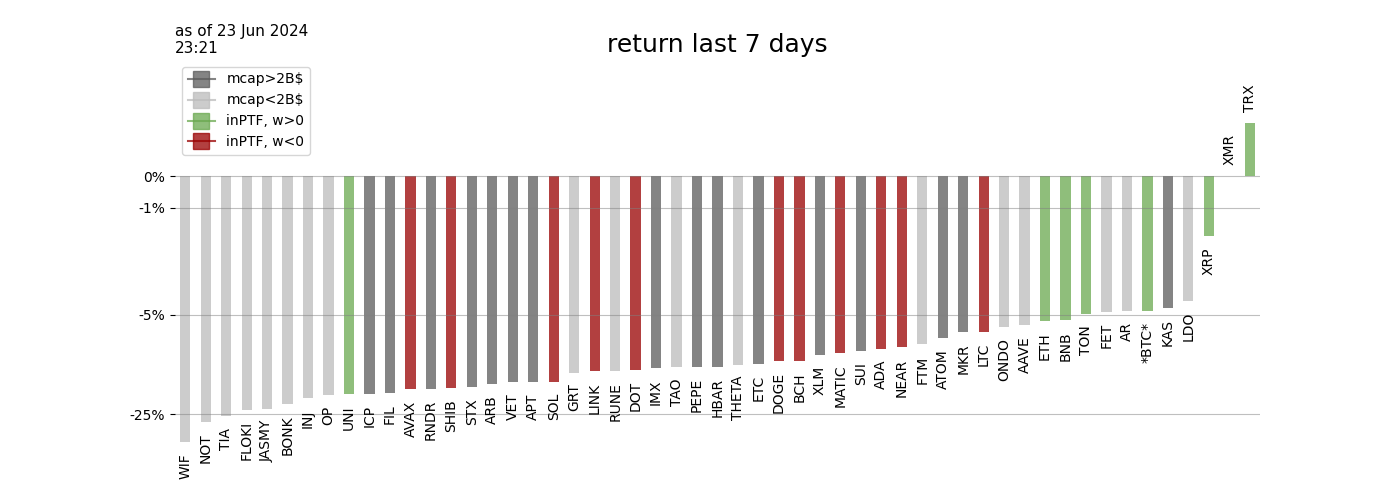 as of 23 Jun 2024
23:21
return last 7 days
mcap>2B$
mcap<2B$
inPTF, w>0
inPTF, w<0
0%
-1%
-5%
-25%
WIF
NOT
TIA
FLOKI
JASMY
BONK
INJ
OP
UNI
ICP
FIL
AVAX
RNDR
SHIB
STX
ARB
VET
APT
SOL
GRT
LINK
RUNE
DOT
IMX
TAO
PEPE
HBAR
THETA
ETC
DOGE
BCH
XLM
MATIC
SUI
ADA
NEAR
FTM
ATOM
MKR
LTC
ONDO
AAVE
ETH
BNB
TON
FET
AR
*BTC*
KAS
LDO
XRP
XMR
TRX